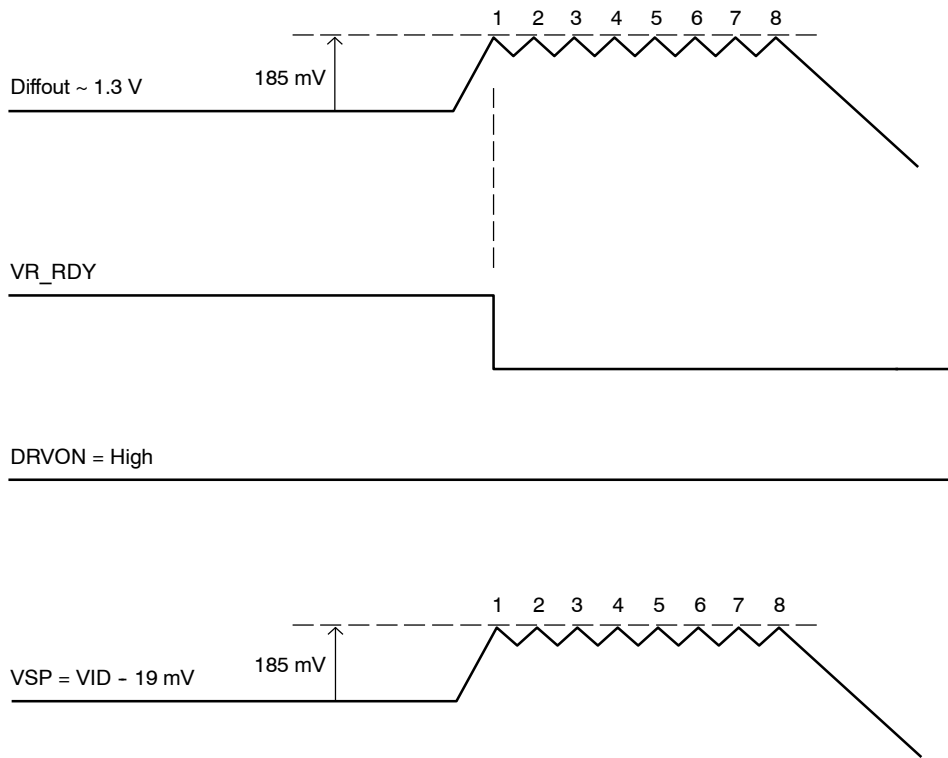 1 2 3 4 5 6 7 8
185 mV
Diffout ~ 1.3 V
VR_RDY
DRVON = High
1 2 3 4 5 6 7 8
185 mV
VSP = VID - 19 mV